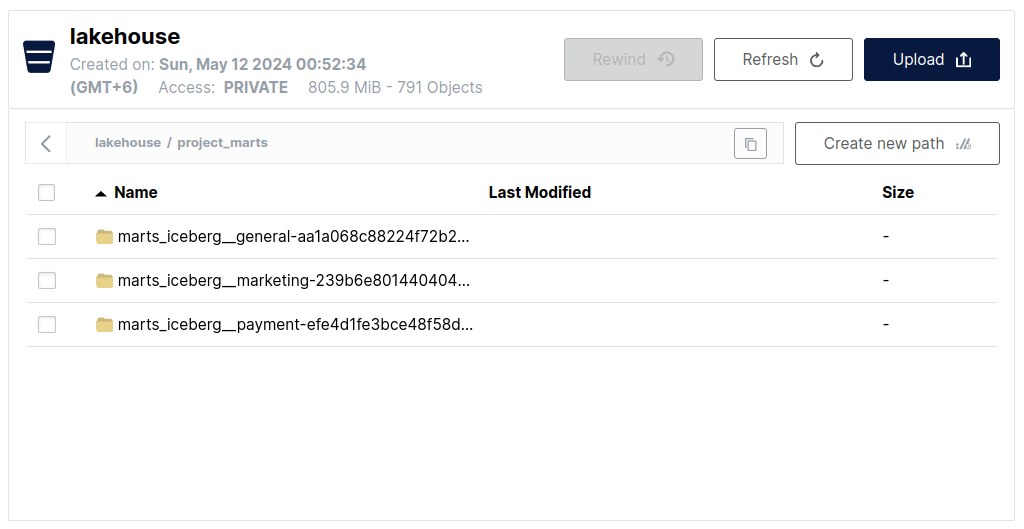 lakehouse
Created on: Sun, May 12 2024 00:52:34
(GMT+6) Access: PRIVATE 805.9 MiB - 791 Objects
Rewind
Refresh
Upload
lakehouse / project_marts
Create new path
Name Last Modified Size
marts_iceberg__general-aa1a068c88224f72b2... -
marts_iceberg__marketing-239b6e801440404... -
marts_iceberg__payment-efe4d1fe3bce48f58d... -